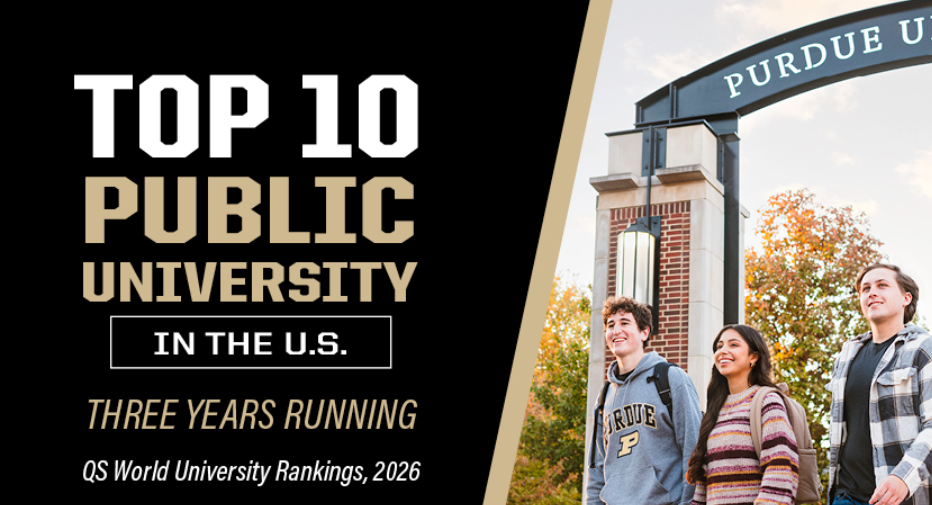 TOP 10
PUBLIC
UNIVERSITY
IN THE U.S.
THREE YEARS RUNNING
QS World University Rankings, 2026
PURDUE U
PURDUE
P